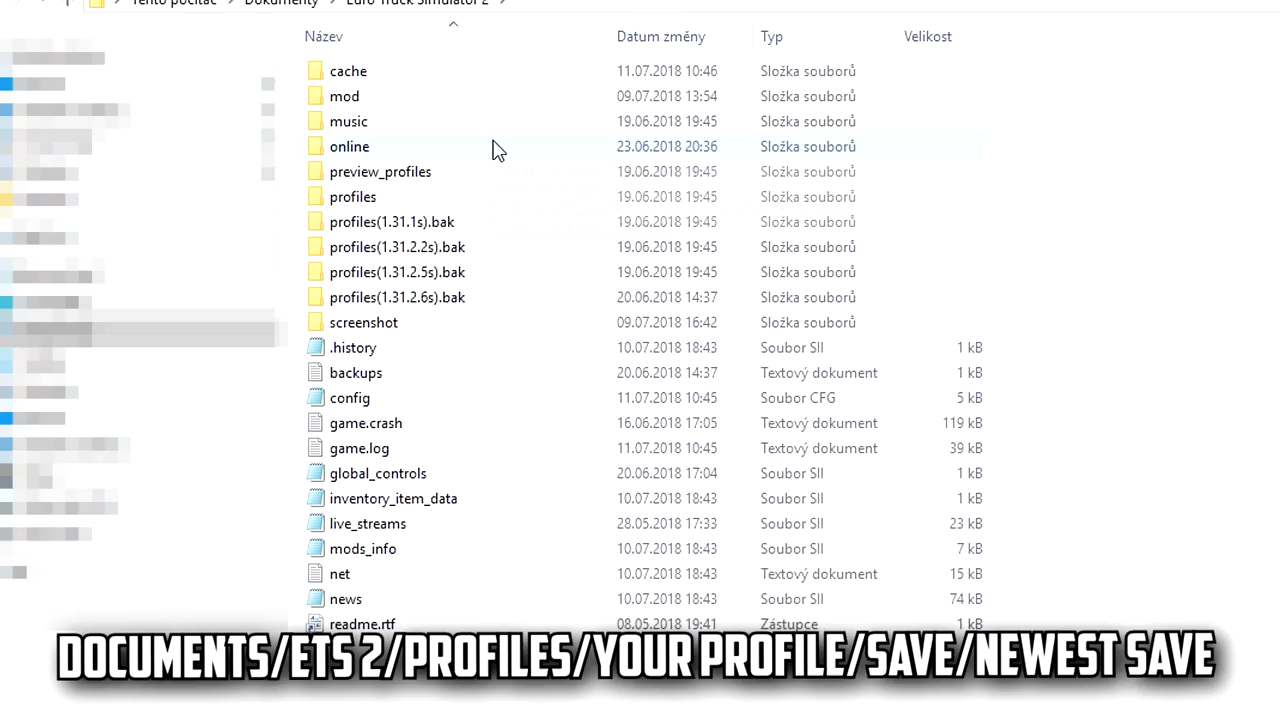 Tento počítač > Dokumenty > Euro Truck Simulator 2 >
Název Datum změny Typ Velikost
cache 11.07.2018 10:46 Složka souborů
mod 09.07.2018 13:54 Složka souborů
music 19.06.2018 19:45 Složka souborů
online 23.06.2018 20:36 Složka souborů
preview_profiles 19.06.2018 19:45 Složka souborů
profiles 19.06.2018 19:45 Složka souborů
profiles(1.31.1s).bak 19.06.2018 19:45 Složka souborů
profiles(1.31.2.2s).bak 19.06.2018 19:45 Složka souborů
profiles(1.31.2.5s).bak 19.06.2018 19:45 Složka souborů
profiles(1.31.2.6s).bak 20.06.2018 14:37 Složka souborů
screenshot 09.07.2018 16:42 Složka souborů
.history 10.07.2018 18:43 Soubor SII 1 kB
backups 20.06.2018 14:37 Textový dokument 1 kB
config 11.07.2018 10:45 Soubor CFG 5 kB
game.crash 16.06.2018 17:05 Textový dokument 119 kB
game.log 11.07.2018 10:45 Textový dokument 39 kB
global_controls 20.06.2018 17:04 Soubor SII 1 kB
inventory_item_data 10.07.2018 18:43 Soubor SII 1 kB
live_streams 28.05.2018 17:33 Soubor SII 23 kB
mods_info 10.07.2018 18:43 Soubor SII 7 kB
net 10.07.2018 18:43 Textový dokument 15 kB
news 10.07.2018 18:43 Soubor SII 74 kB
readme.rtf 08.05.2018 19:41 Zástupce 1 kB
DOCUMENTS/ETS 2/PROFILES/YOUR PROFILE/SAVE/NEWEST SAVE